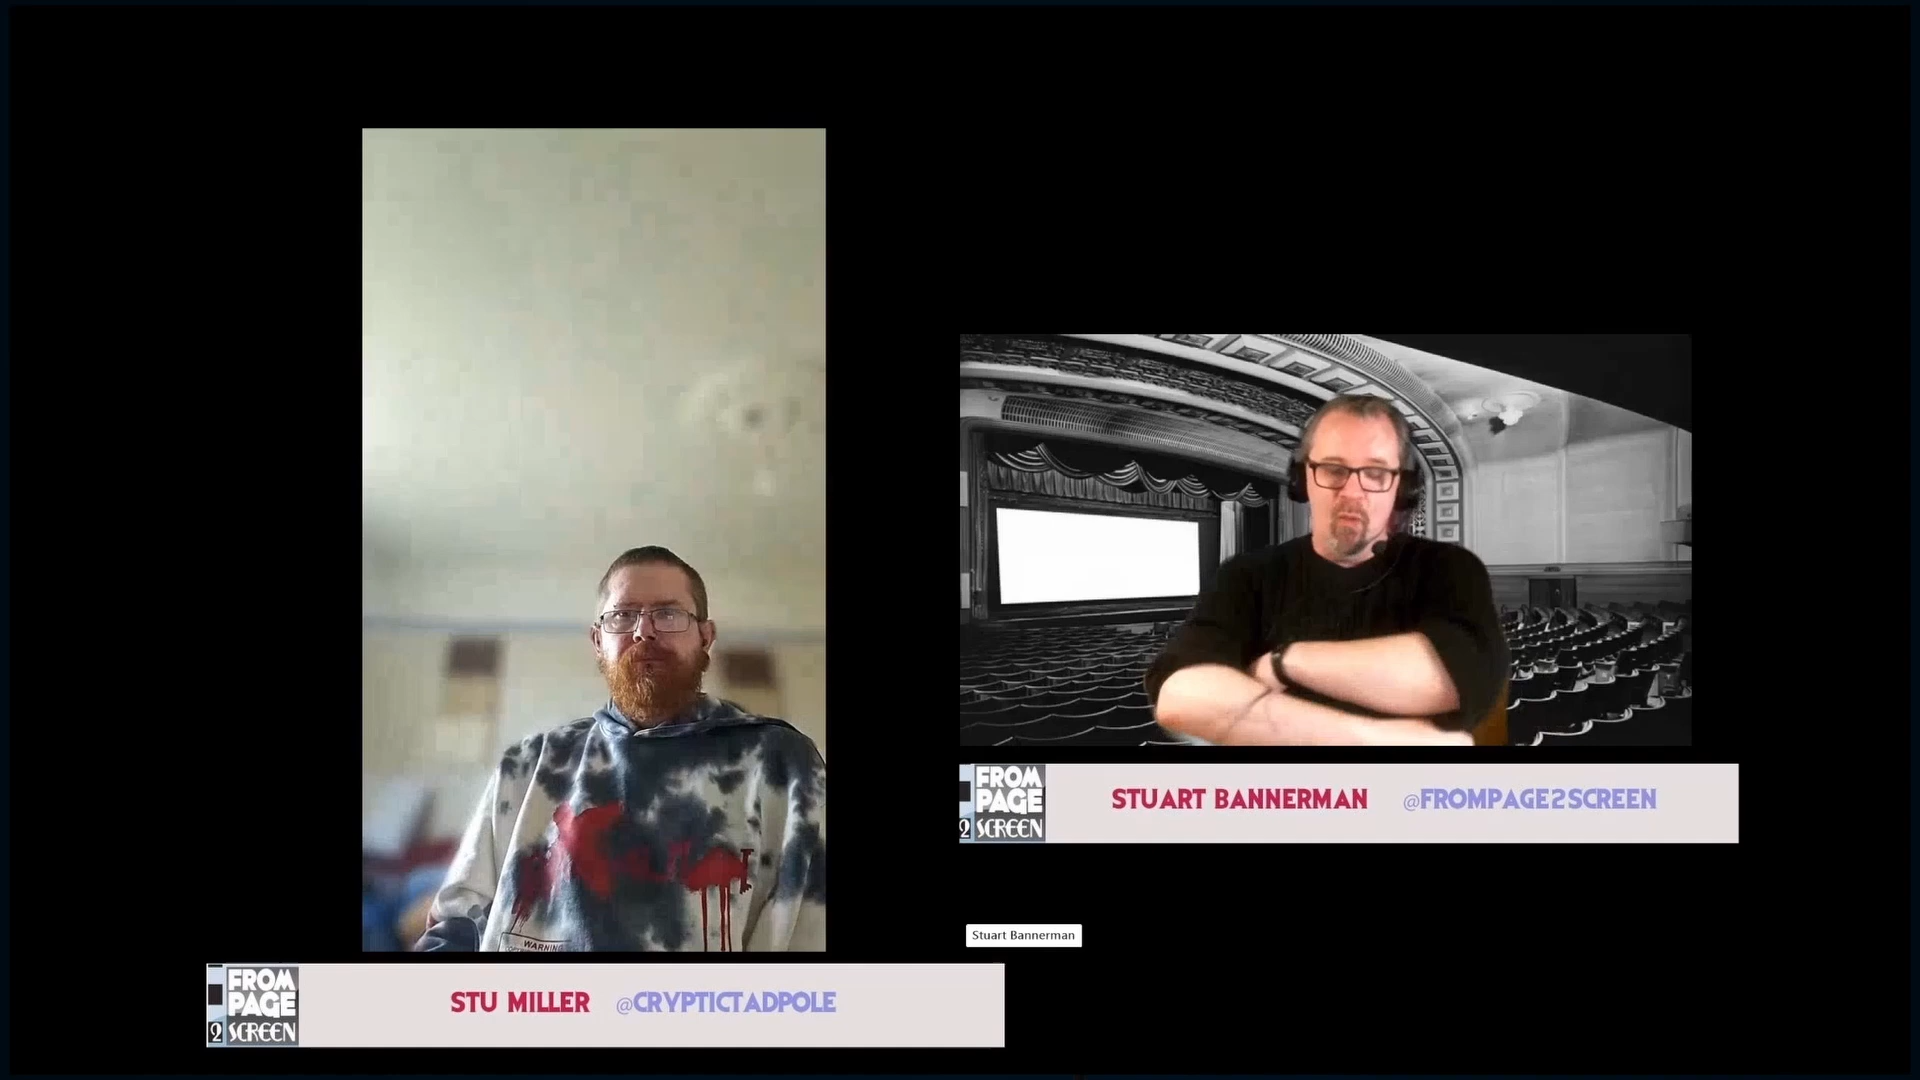 FROM
PAGE
2 SCREEN
STUART BANNERMAN @FROMPAGE2SCREEN
Stuart Bannerman
WARNING
FROM
PAGE
2 SCREEN
STU MILLER @CRYPTICTADPOLE